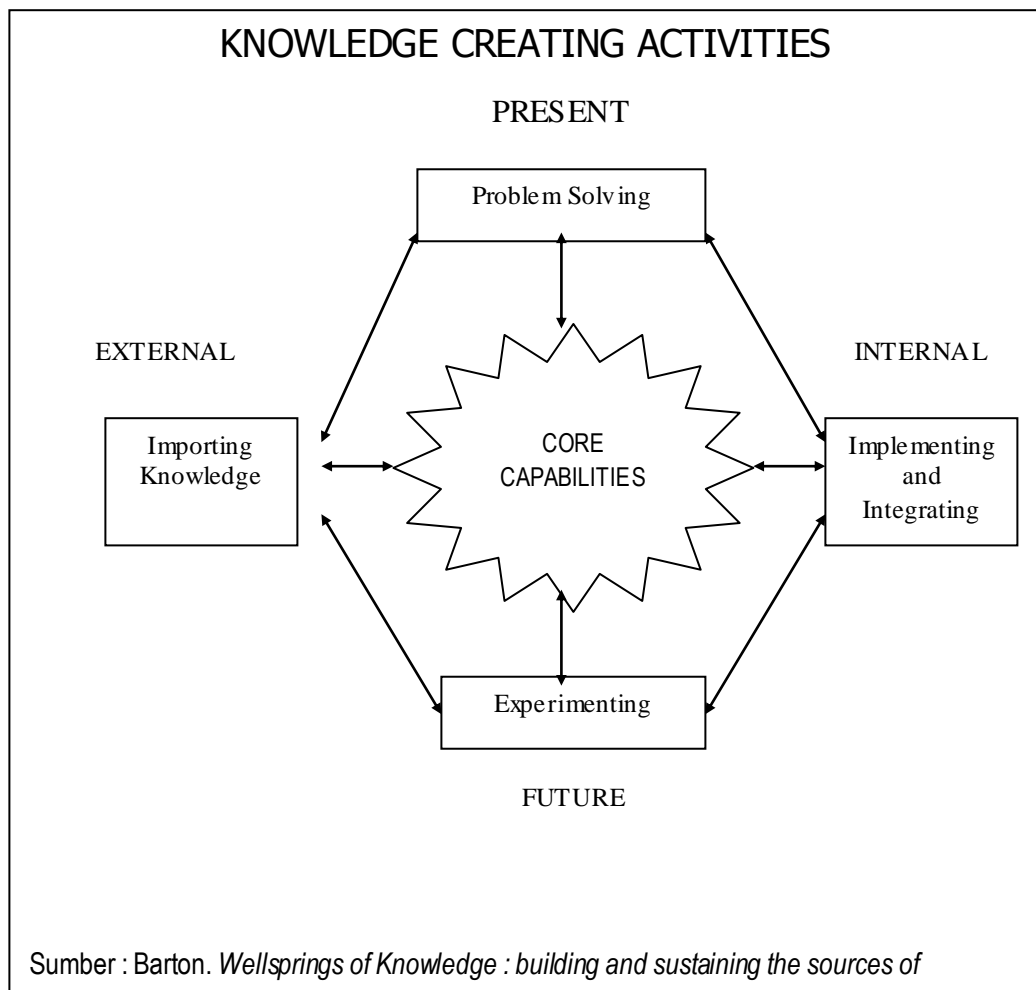 KNOWLEDGE CREATING ACTIVITIES
PRESENT
Problem Solving
EXTERNAL
INTERNAL
Importing
Knowledge
CORE
CAPABILITIES
Implementing
and
Integrating
Experimenting
FUTURE
Sumber : Barton. Wellsprings of Knowledge : building and sustaining the sources of